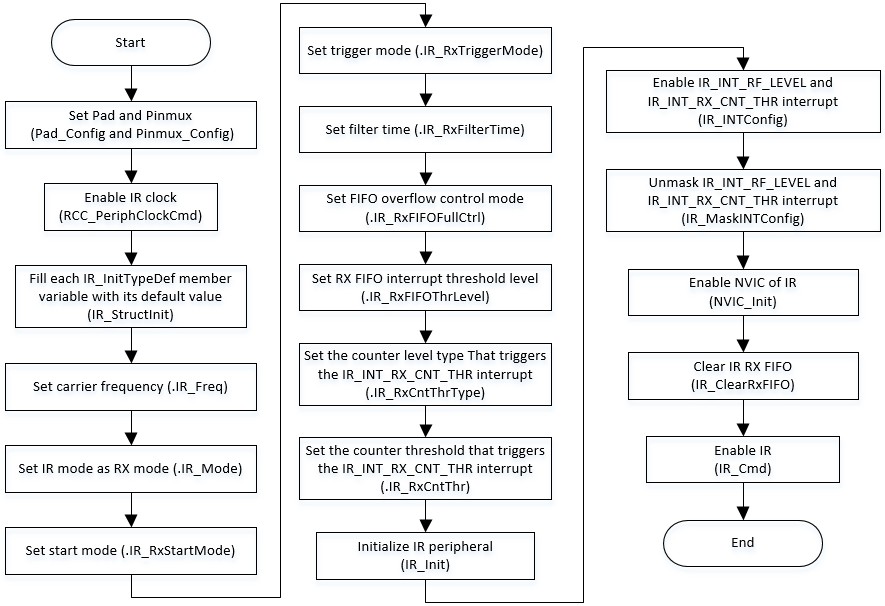 Start
Set Pad and Pinmux
(Pad_Config and Pinmux_Config)
Enable IR clock
(RCC_PeriphClockCmd)
Fill each IR_InitTypeDef member
variable with its default value
(IR_StructInit)
Set carrier frequency (.IR_Freq)
Set IR mode as RX mode (.IR_Mode)
Set start mode (.IR_RxStartMode)
Set trigger mode (.IR_RxTriggerMode)
Set filter time (.IR_RxFilterTime)
Set FIFO overflow control mode
(.IR_RxFIFOFullCtrl)
Set RX FIFO interrupt threshold level
(.IR_RxFIFOThrLevel)
Set the counter level type That triggers
the IR_INT_RX_CNT_THR interrupt
(.IR_RxCntThrType)
Set the counter threshold that triggers
the IR_INT_RX_CNT_THR interrupt
(.IR_RxCntThr)
Initialize IR peripheral
(IR_Init)
Enable IR_INT_RF_LEVEL and
IR_INT_RX_CNT_THR interrupt
(IR_INTConfig)
Unmask IR_INT_RF_LEVEL and
IR_INT_RX_CNT_THR interrupt
(IR_MaskINTConfig)
Enable NVIC of IR
(NVIC_Init)
Clear IR RX FIFO
(IR_ClearRxFIFO)
Enable IR
(IR_Cmd)
End